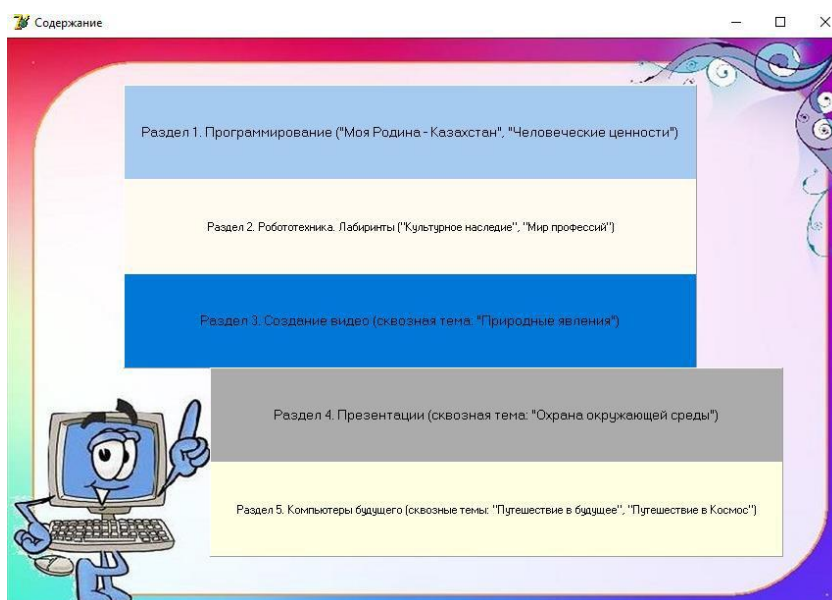 Содержание
Раздел 1. Программирование ("Моя Родина - Казахстан", "Человеческие ценности")
Раздел 2. Робототехника. Лабиринты ("Культурное наследие", "Мир профессий")
Раздел 3. Создание видео (сквозная тема: "Природные явления")
Раздел 4. Презентации (сквозная тема: "Охрана окружающей среды")
Раздел 5. Компьютеры будущего (сквозные темы: "Путешествие в будущее", "Путешествие в Космос")